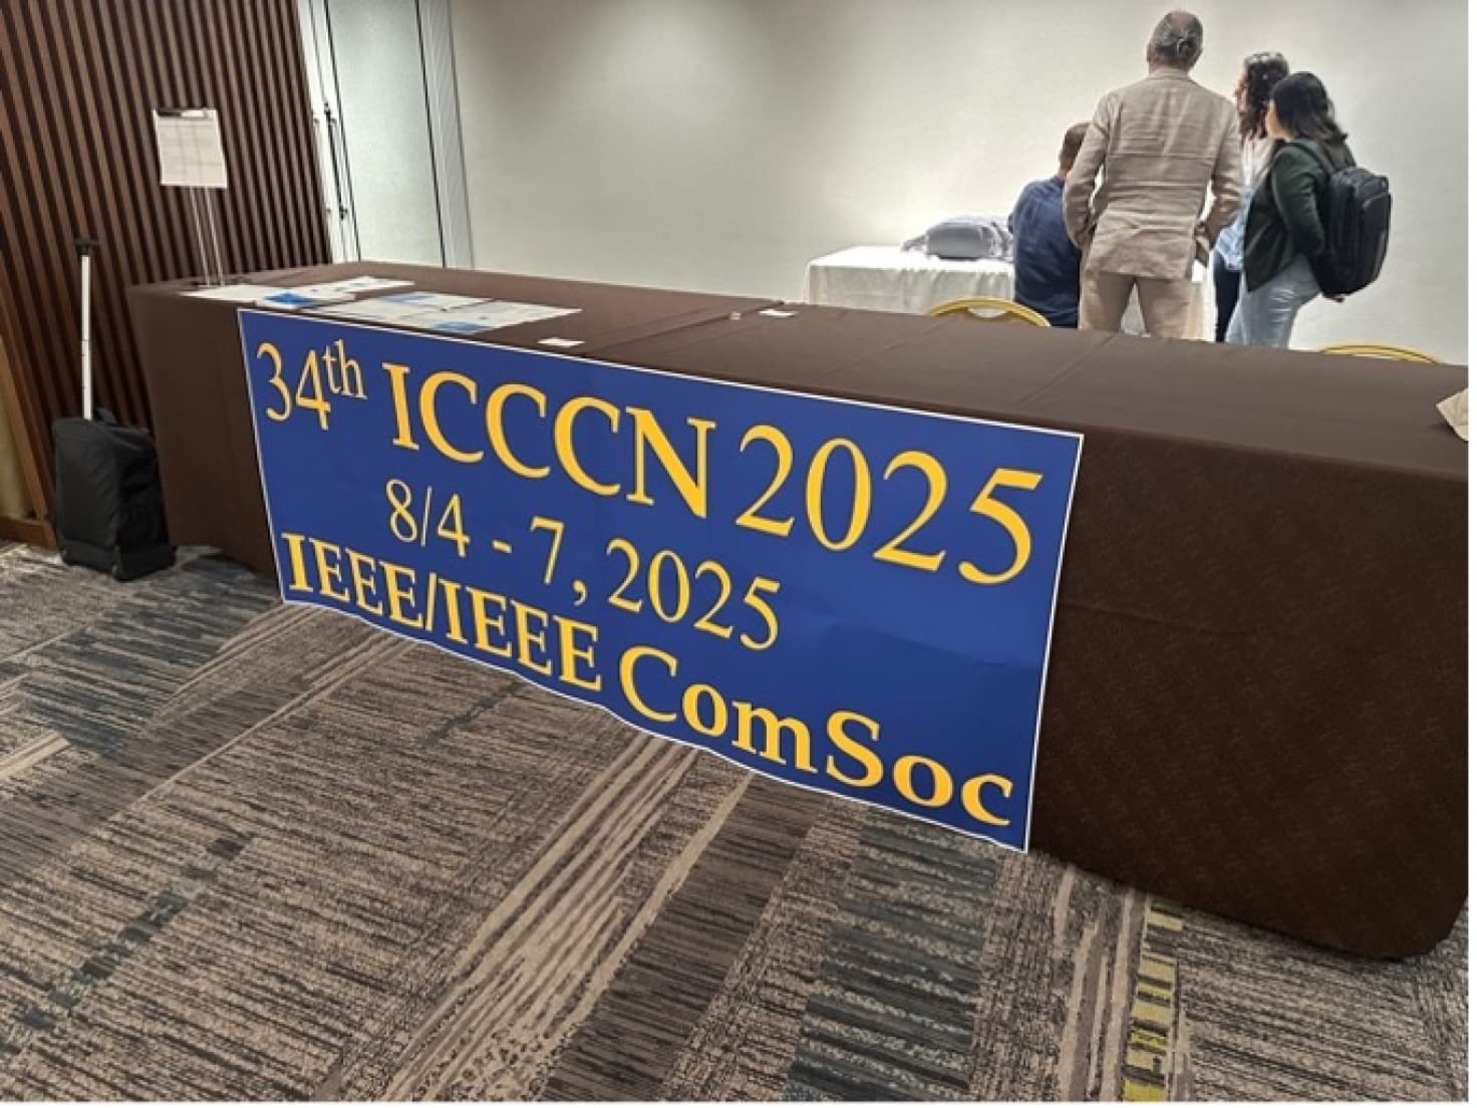 34th ICCCN 2025
8/4 - 7, 2025
IEEE/IEEE ComSoc